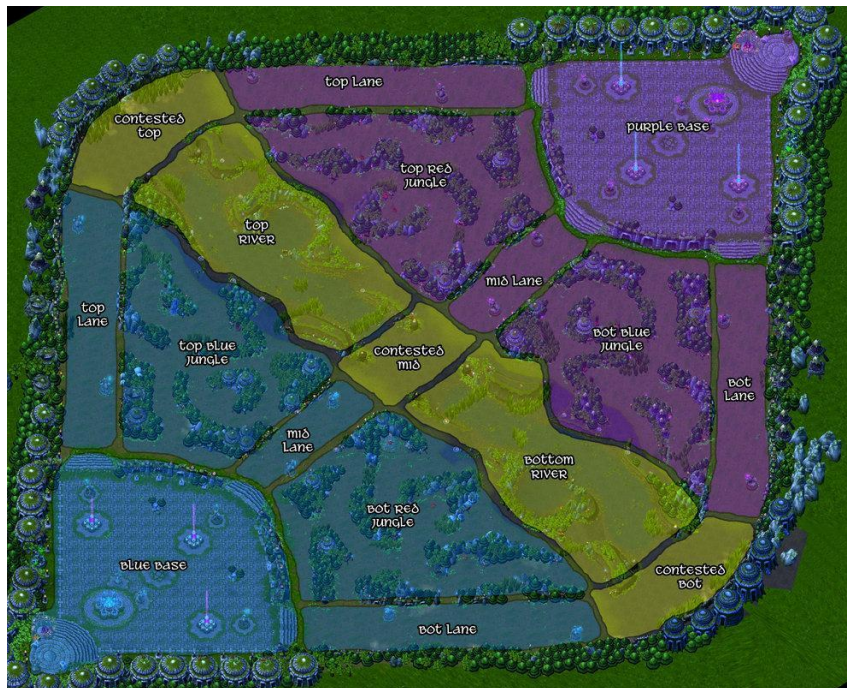 TOP LANE
CONTESTED
TOP
PURPLE BASE
TOP RED
JUNGLE
TOP
RIVER
MID LANE
TOP
LANE
TOP BLUE
JUNGLE
BOT BLUE
JUNGLE
CONTESTED
MID
BOT
LANE
MID
LANE
BOTTOM
RIVER
BOT RED
JUNGLE
BLUE BASE
CONTESTED
BOT
BOT LANE